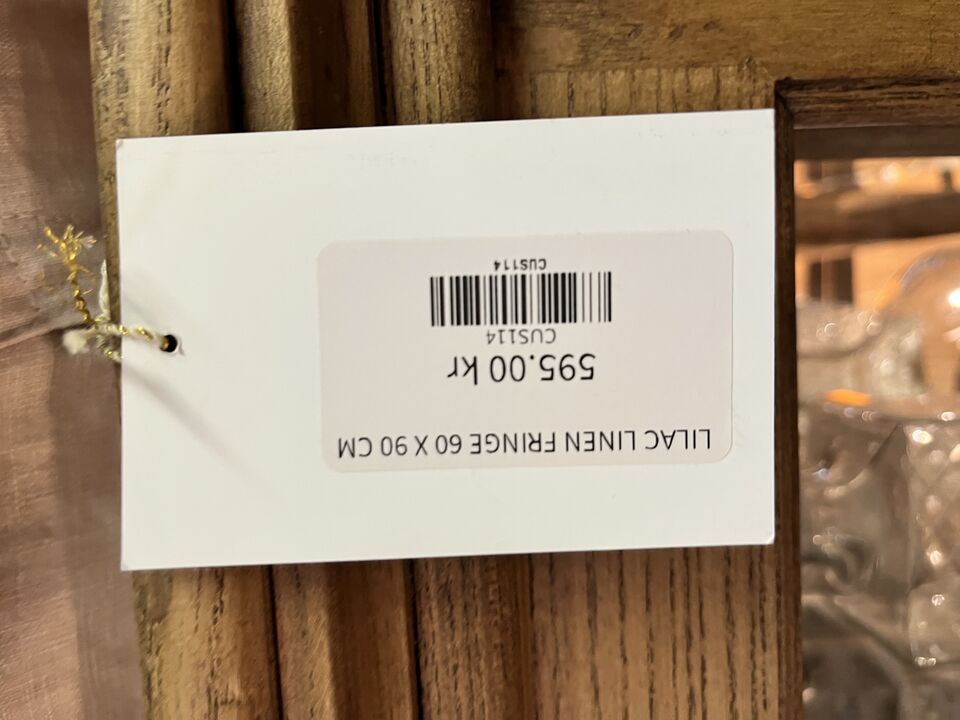 LILAC LINEN FRINGE 60 X 90 CM
595.00 kr
CUS114
CUS114